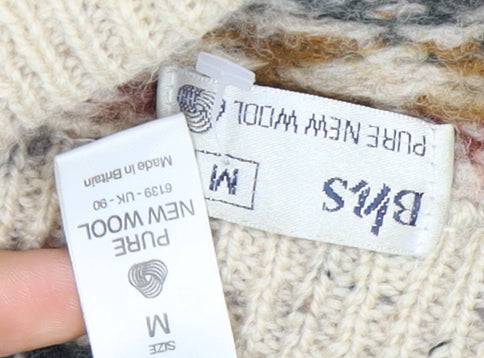 BHS
M
PURE NEW WOOL
SIZE
M
PURE
NEW WOOL
6139 - UK - 90
Made in Britain